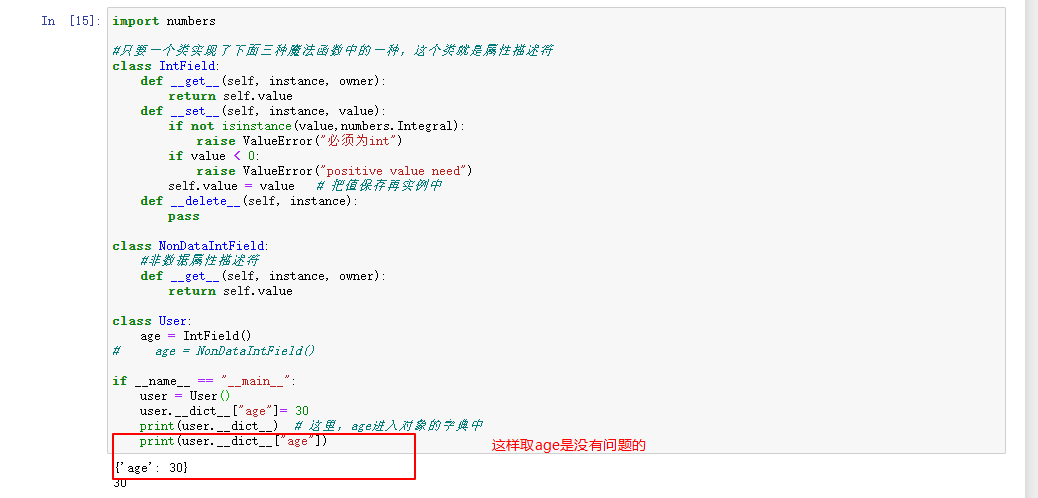 In [15]: import numbers
#只要一个类实现了下面三种魔法函数中的一种，这个类就是属性描述符
class IntField:
    def __get__(self, instance, owner):
        return self.value
    def __set__(self, instance, value):
        if not isinstance(value,numbers.Integral):
            raise ValueError("必须为int")
        if value < 0:
            raise ValueError("positive value need")
        self.value = value   # 把值保存再实例中
    def __delete__(self, instance):
        pass
class NonDataIntField:
    #非数据属性描述符
    def __get__(self, instance, owner):
        return self.value
class User:
    age = IntField()
#     age = NonDataIntField()
if __name__ == "__main__":
    user = User()
    user.__dict__["age"]= 30
    print(user.__dict__)  # 这里，age进入对象的字典中
    print(user.__dict__["age"])
这样取age是没有问题的
{'age': 30}
30